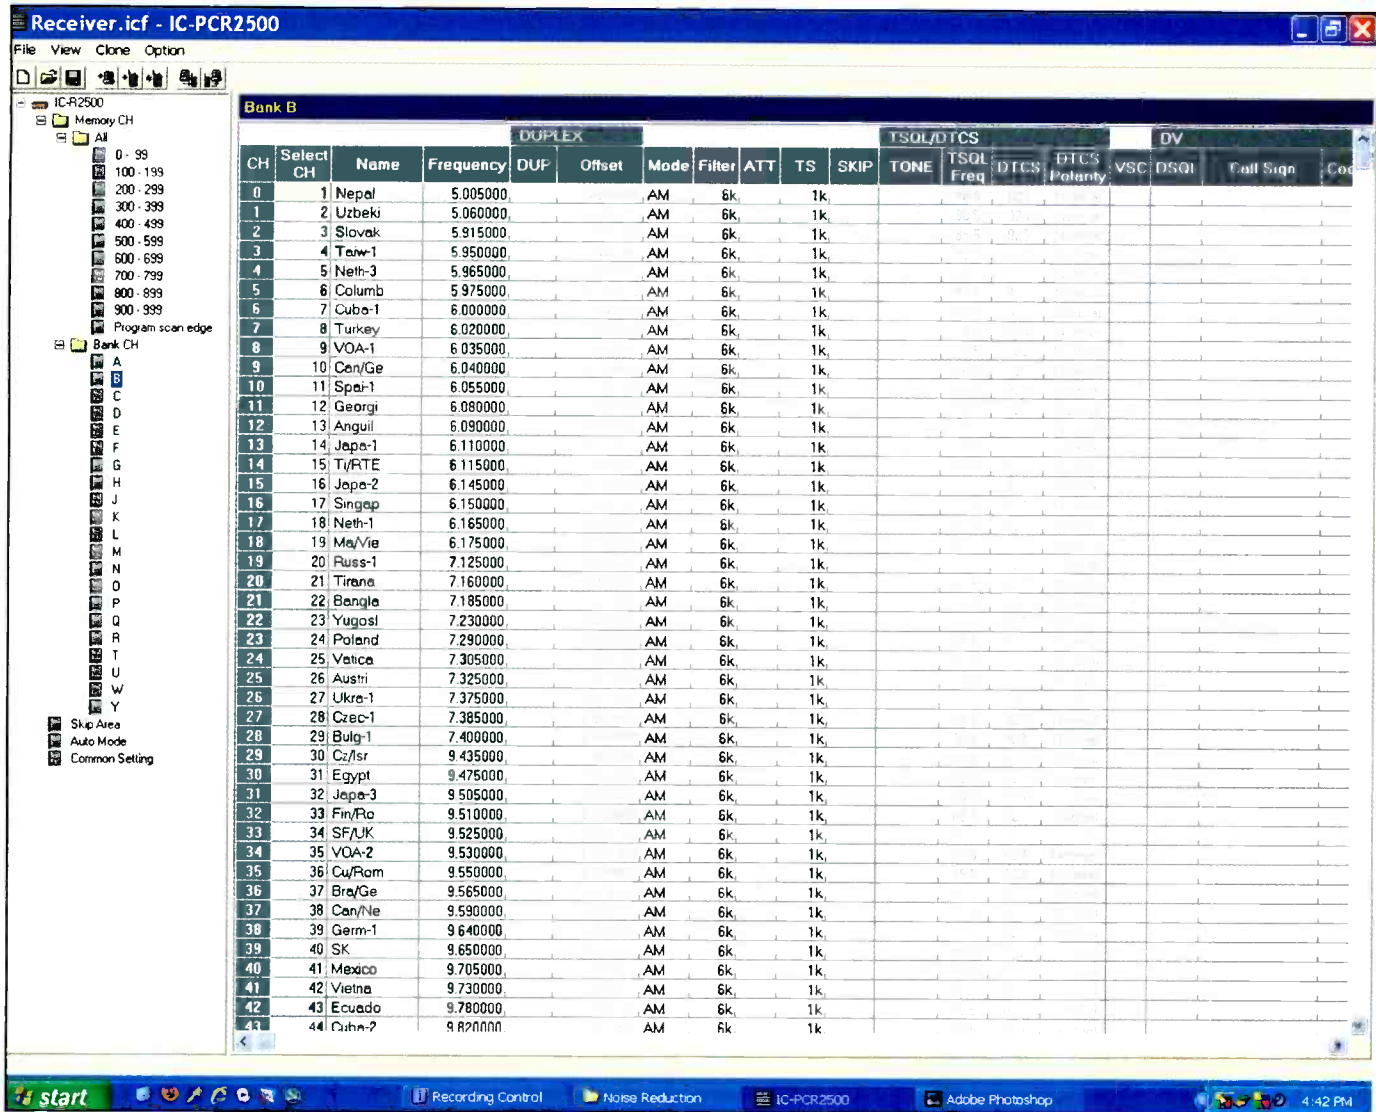 Receiver.icf - IC-PCR2500
File View Clone Option
IC-R2500
Memory CH
All
0 - 99
100 - 199
200 - 299
300 - 399
400 - 499
500 - 599
600 - 699
700 - 799
800 - 899
900 - 999
Program scan edge
Bank CH
A
B
C
D
E
F
G
H
J
K
L
M
N
O
P
Q
R
T
U
W
Y
Skip Area
Auto Mode
Common Setting
Bank B
DUPLEX TSQL/DTCS DV
CH Select CH Name Frequency DUP Offset Mode Filter ATT TS SKIP TONE TSQL Freq DTCS DTCS Polarity VSC DSQL Call Sign
0 1 Nepal 5.005000 AM 6k 1k
1 2 Uzbeki 5.060000 AM 6k 1k
2 3 Slovak 5.915000 AM 6k 1k
3 4 Taiw-1 5.950000 AM 6k 1k
4 5 Neth-3 5.965000 AM 6k 1k
5 6 Columb 5.975000 AM 6k 1k
6 7 Cuba-1 6.000000 AM 6k 1k
7 8 Turkey 6.020000 AM 6k 1k
8 9 VOA-1 6.035000 AM 6k 1k
9 10 Can/Ge 6.040000 AM 6k 1k
10 11 Spai-1 6.055000 AM 6k 1k
11 12 Georgi 6.080000 AM 6k 1k
12 13 Anguil 6.090000 AM 6k 1k
13 14 Japa-1 6.110000 AM 6k 1k
14 15 Ti/RTE 6.115000 AM 6k 1k
15 16 Japa-2 6.145000 AM 6k 1k
16 17 Singap 6.150000 AM 6k 1k
17 18 Neth-1 6.165000 AM 6k 1k
18 19 Ma/Vie 6.175000 AM 6k 1k
19 20 Russ-1 7.125000 AM 6k 1k
20 21 Tirana 7.160000 AM 6k 1k
21 22 Bangla 7.185000 AM 6k 1k
22 23 Yugosl 7.230000 AM 6k 1k
23 24 Poland 7.290000 AM 6k 1k
24 25 Vatica 7.305000 AM 6k 1k
25 26 Austri 7.325000 AM 6k 1k
26 27 Ukra-1 7.375000 AM 6k 1k
27 28 Czec-1 7.385000 AM 6k 1k
28 29 Bulg-1 7.400000 AM 6k 1k
29 30 Cz/Isr 9.435000 AM 6k 1k
30 31 Egypt 9.475000 AM 6k 1k
31 32 Japa-3 9.505000 AM 6k 1k
32 33 Fin/Ro 9.510000 AM 6k 1k
33 34 SF/UK 9.525000 AM 6k 1k
34 35 VOA-2 9.530000 AM 6k 1k
35 36 Cu/Rom 9.550000 AM 6k 1k
36 37 Bra/Ge 9.565000 AM 6k 1k
37 38 Can/Ne 9.590000 AM 6k 1k
38 39 Germ-1 9.640000 AM 6k 1k
39 40 SK 9.650000 AM 6k 1k
40 41 Mexico 9.705000 AM 6k 1k
41 42 Vietna 9.730000 AM 6k 1k
42 43 Ecuado 9.780000 AM 6k 1k
43 44 Cuba-2 9.820000 AM 6k 1k
start Recording Control Noise Reduction IC-PCR2500 Adobe Photoshop 4:42 PM